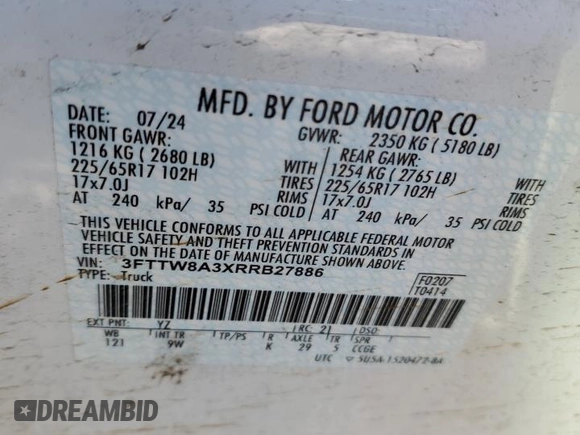 MFD. BY FORD MOTOR CO.
DATE: 07/24
GVWR: 2350 KG ( 5180 LB)
FRONT GAWR:
REAR GAWR:
1216 KG ( 2680 LB)
1254 KG ( 2765 LB)
225/65R17 102H WITH TIRES
225/65R17 102H WITH TIRES
17x7.0J RIMS
17x7.0J RIMS
AT 240 kPa/ 35 PSI COLD
AT 240 kPa/ 35 PSI COLD
THIS VEHICLE CONFORMS TO ALL APPLICABLE FEDERAL MOTOR
VEHICLE SAFETY AND THEFT PREVENTION STANDARDS IN
EFFECT ON THE DATE OF MANUFACTURE SHOWN ABOVE.
VIN: 3FTTW8A3XRRB27886
TYPE: Truck
F0207
T0414
EXT PNT: YZ RC: 21 DSO:
WB INT TR TP/PS R AXLE TR SPR
121 9W K 29 5 CCGE
UTC
DREAMBID